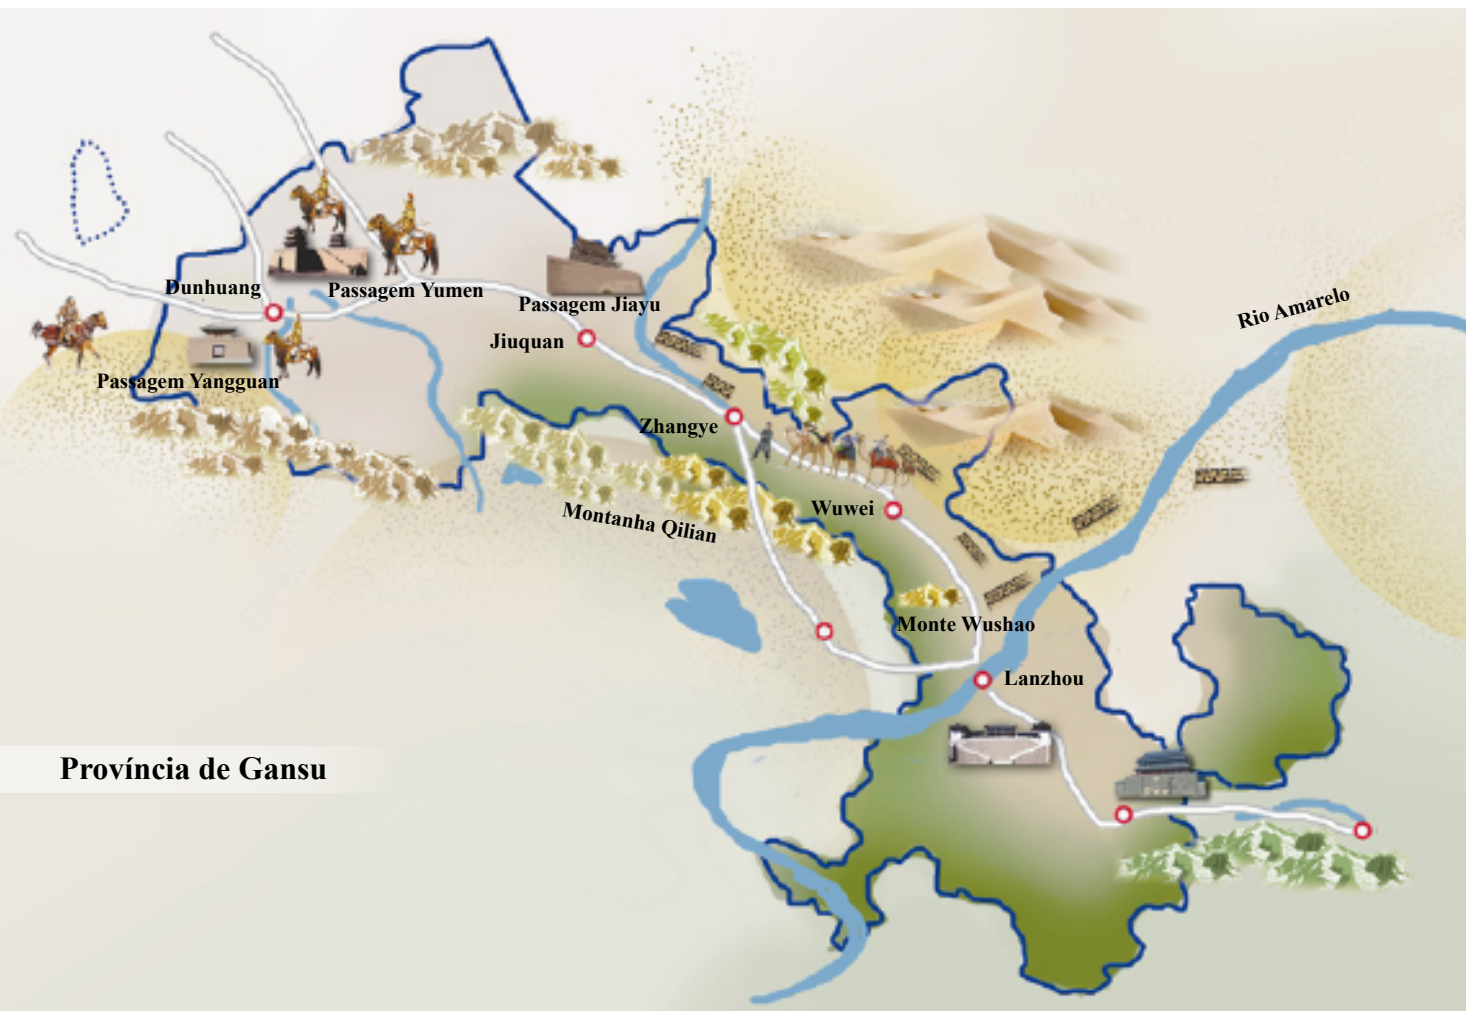 Dunhuang
Passagem Yumen
Passagem Jiayu
Rio Amarelo
Jiuquan
Passagem Yangguan
Zhangye
Wuwei
Montanha Qilian
Monte Wushao
Lanzhou
Província de Gansu